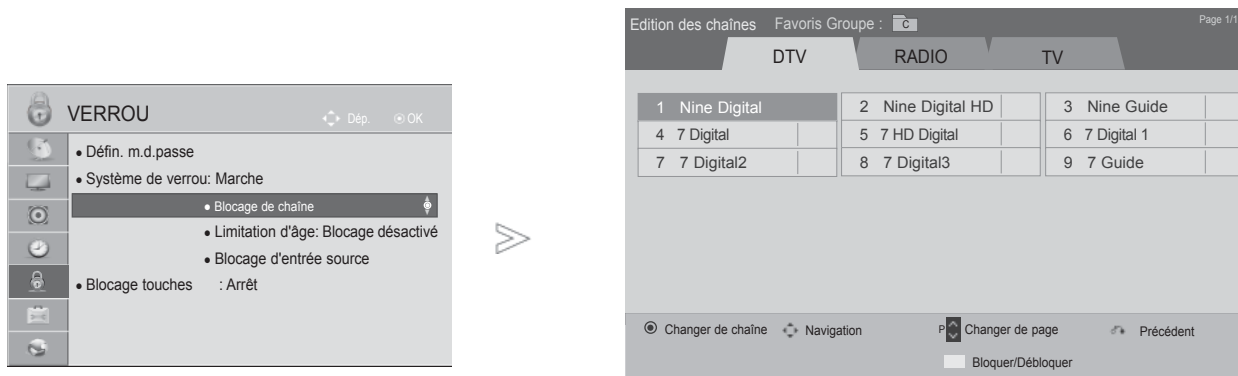 VERROU
Dép. OK
• Défin. m.d.passe
• Système de verrou: Marche
• Blocage de chaîne
• Limitation d'âge: Blocage désactivé
• Blocage d'entrée source
• Blocage touches : Arrêt
>
Edition des chaînes Favoris Groupe : C Page 1/1
DTV RADIO TV
1 Nine Digital 2 Nine Digital HD 3 Nine Guide
4 7 Digital 5 7 HD Digital 6 7 Digital 1
7 7 Digital2 8 7 Digital3 9 7 Guide
Changer de chaîne Navigation P Changer de page Précédent
Bloquer/Débloquer